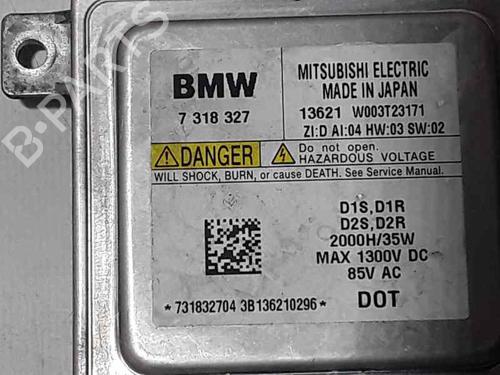 BMW
7 318 327
MITSUBISHI ELECTRIC
MADE IN JAPAN
13621 W003T23171
ZI:D AI:04 HW:03 SW:02
DANGER
Do not open.
HAZARDOUS VOLTAGE
WILL SHOCK, BURN, or cause DEATH. See Service Manual.
D1S,D1R
D2S,D2R
2000H/35W
MAX 1300V DC
85V AC
*731832704 3B136210296*
DOT
B-PARTS